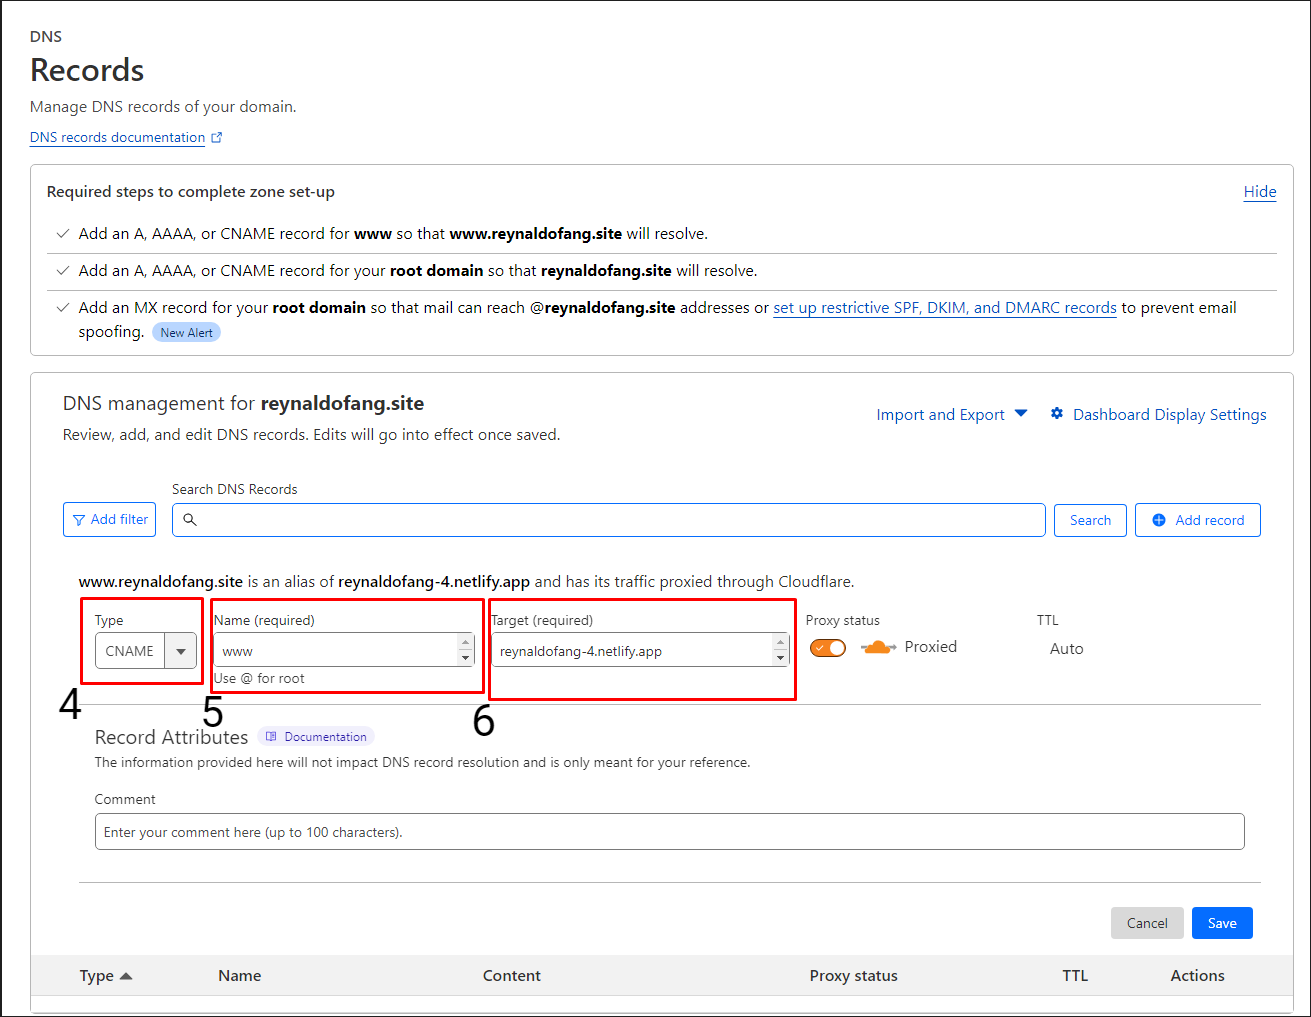 DNS
Records
Manage DNS records of your domain.
DNS records documentation
Required steps to complete zone set-up
Hide
Add an A, AAAA, or CNAME record for www so that www.reynaldofang.site will resolve.
Add an A, AAAA, or CNAME record for your root domain so that reynaldofang.site will resolve.
Add an MX record for your root domain so that mail can reach @reynaldofang.site addresses or set up restrictive SPF, DKIM, and DMARC records to prevent email
spoofing. New Alert
DNS management for reynaldofang.site
Import and Export
Dashboard Display Settings
Review, add, and edit DNS records. Edits will go into effect once saved.
Search DNS Records
Add filter
Search
Add record
www.reynaldofang.site is an alias of reynaldofang-4.netlify.app and has its traffic proxied through Cloudflare.
Type Name (required) Target (required) Proxy status TTL
CNAME www reynaldofang-4.netlify.app Proxied Auto
Use @ for root
4 5 6
Record Attributes Documentation
The information provided here will not impact DNS record resolution and is only meant for your reference.
Comment
Enter your comment here (up to 100 characters).
Cancel Save
Type Name Content Proxy status TTL Actions